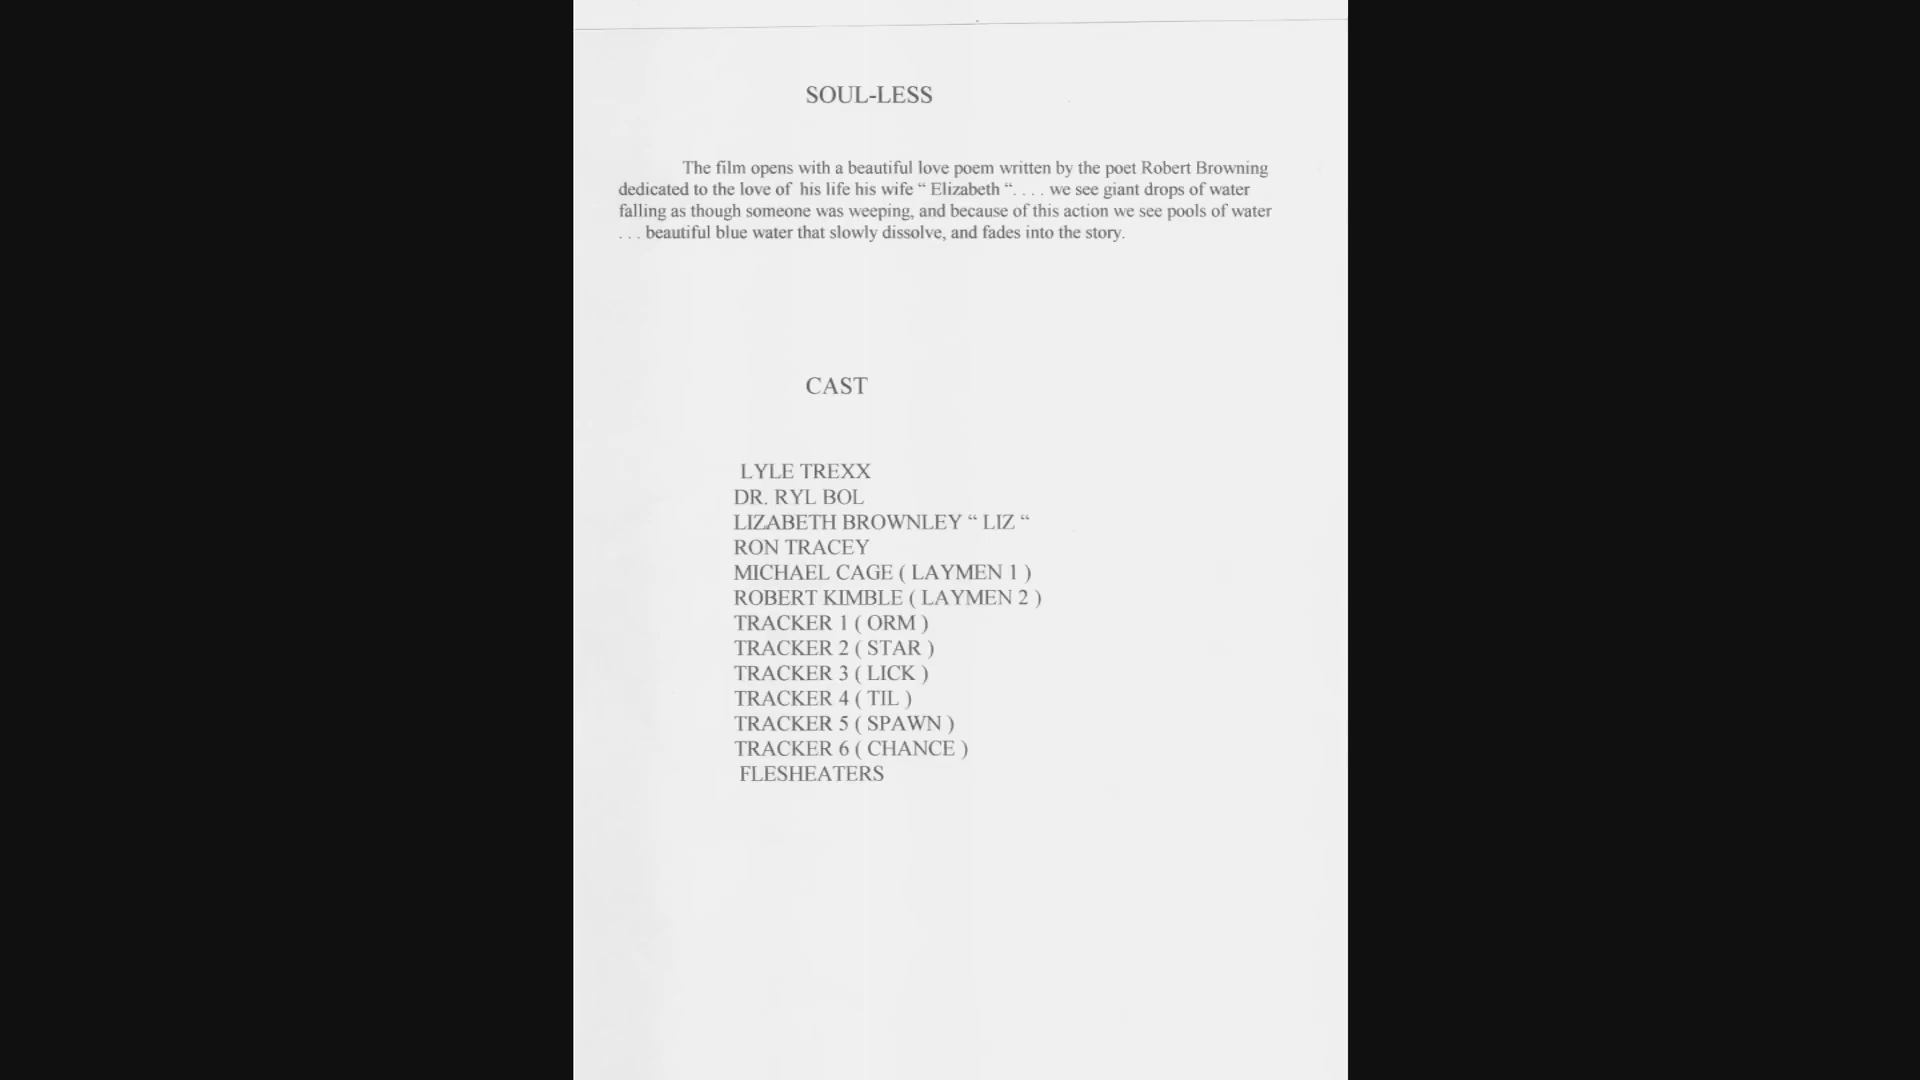 SOUL-LESS
The film opens with a beautiful love poem written by the poet Robert Browning
dedicated to the love of his life his wife “ Elizabeth “. . . . we see giant drops of water
falling as though someone was weeping, and because of this action we see pools of water
. . . beautiful blue water that slowly dissolve, and fades into the story.
CAST
LYLE TREXX
DR. RYL BOL
LIZABETH BROWNLEY “ LIZ “
RON TRACEY
MICHAEL CAGE ( LAYMEN 1 )
ROBERT KIMBLE ( LAYMEN 2 )
TRACKER 1 ( ORM )
TRACKER 2 ( STAR )
TRACKER 3 ( LICK )
TRACKER 4 ( TIL )
TRACKER 5 ( SPAWN )
TRACKER 6 ( CHANCE )
FLESHEATERS